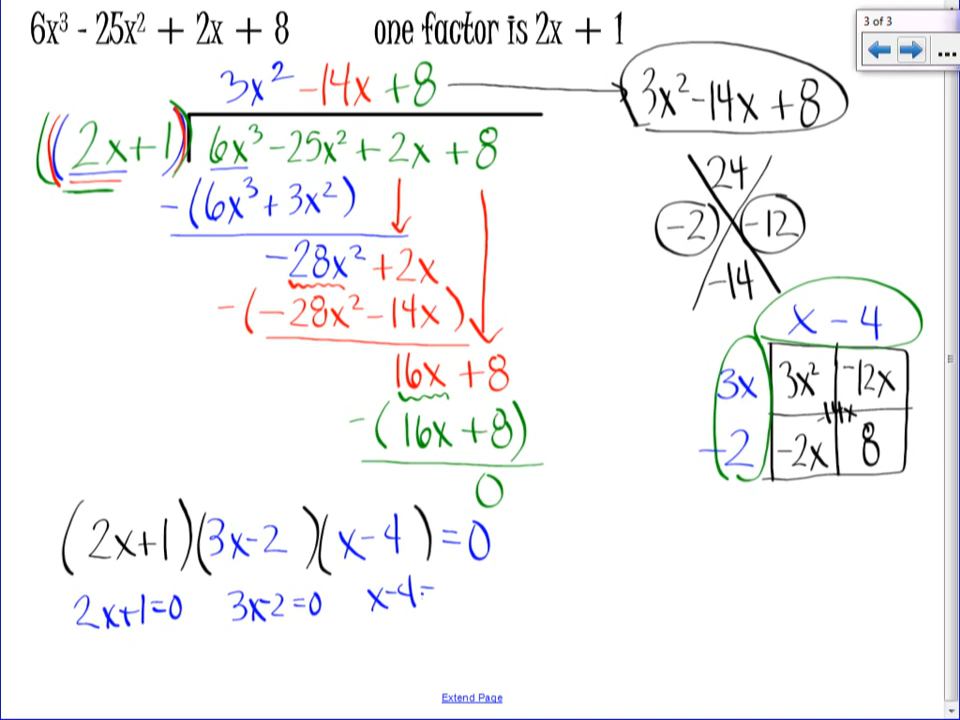 6x³ - 25x² + 2x + 8 one factor is 2x + 1
3 of 3
...
3x² -14x +8
3x² -14x +8
((2x+1) 6x³ -25x² + 2x + 8
-(6x³ + 3x²)
-28x² +2x
-(-28x² -14x)
16x +8
-(16x +8)
0
24
-2 -12
-14
x -4
3x 3x² -12x
-14x
-2 -2x 8
(2x+1)(3x-2)(x-4)=0
2x+1=0 3x-2=0 x-4=
Extend Page